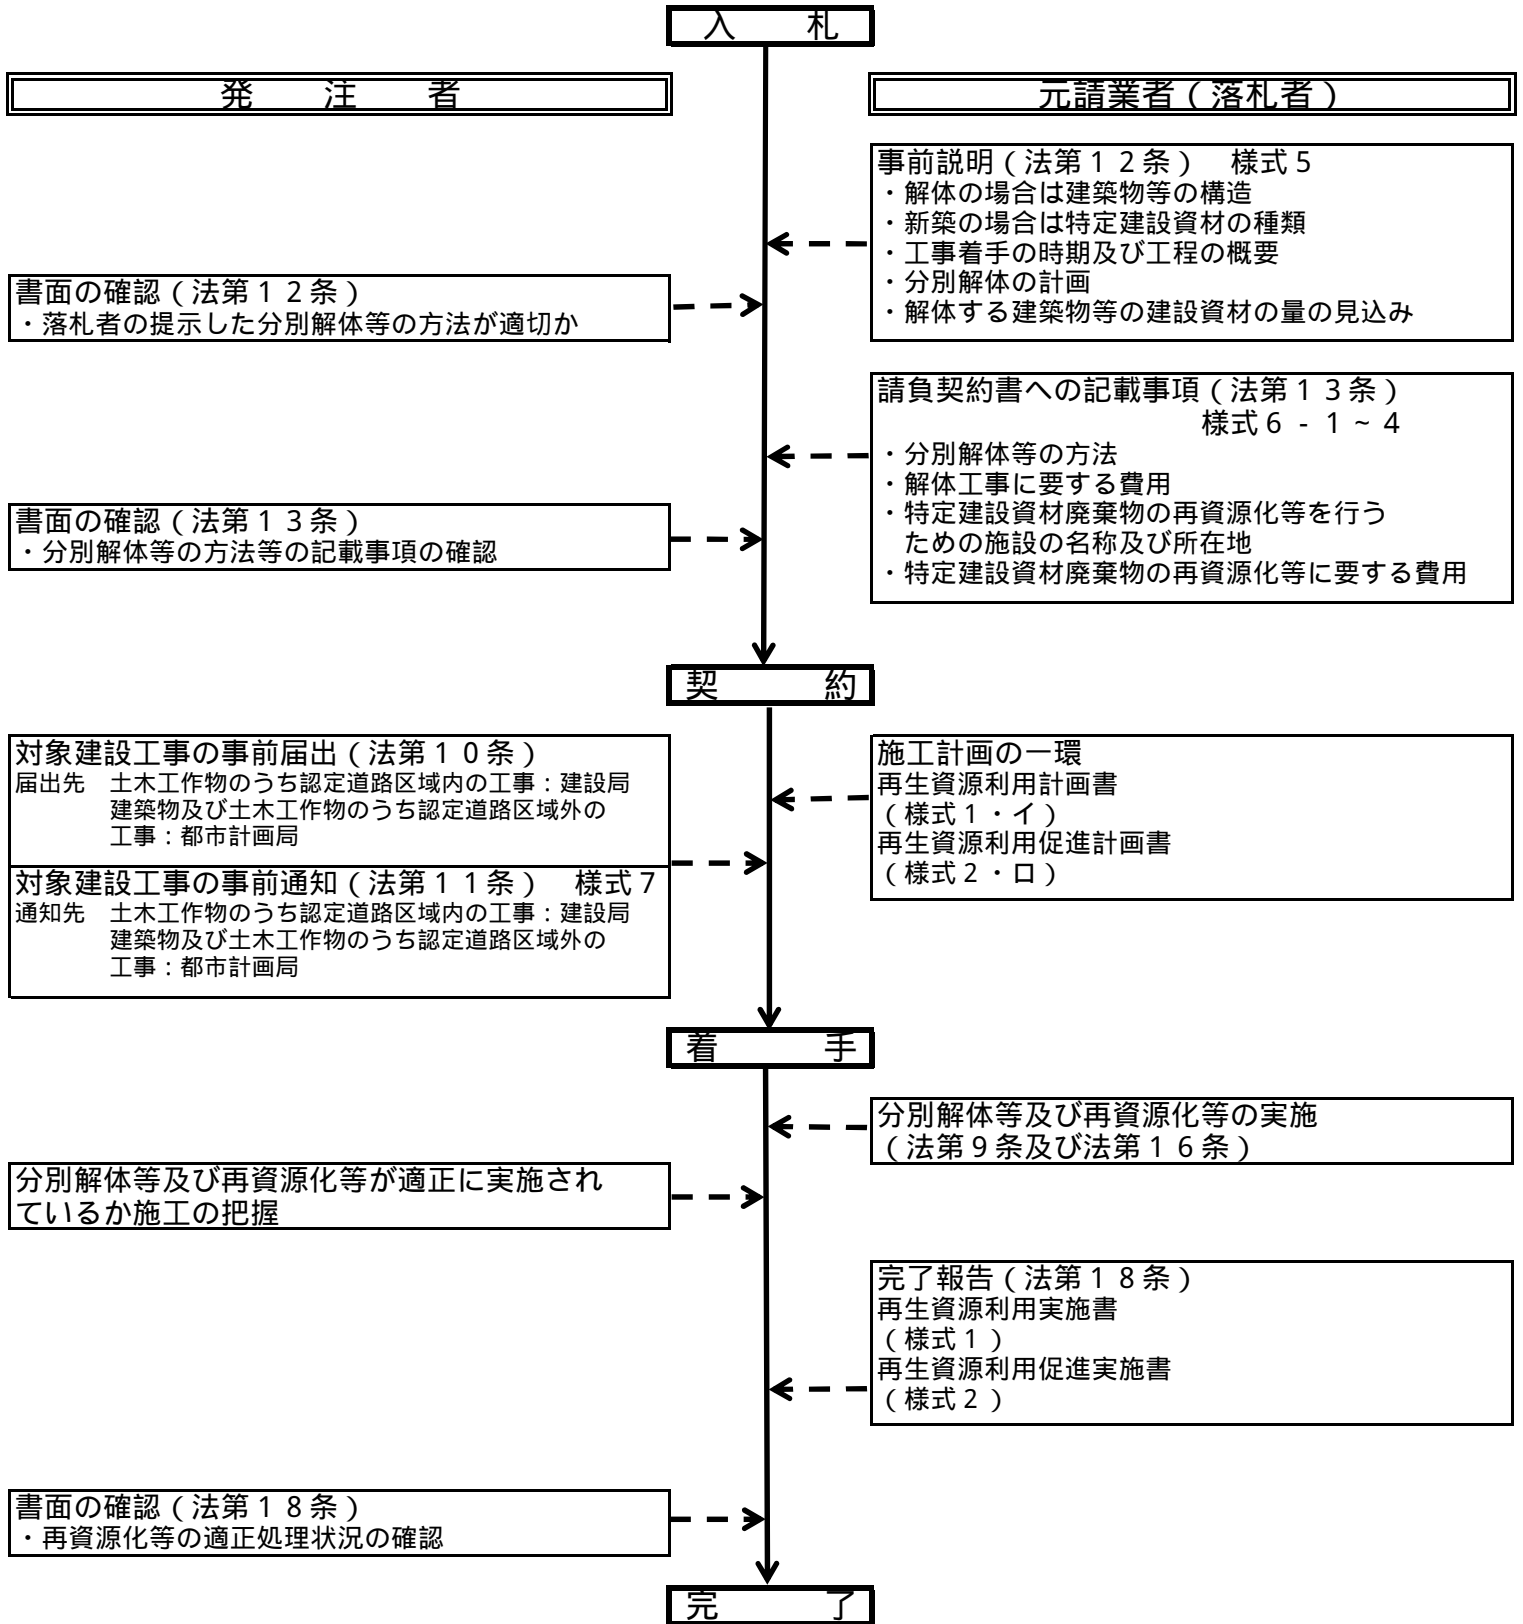 入　　札
発　　注　　者
元請業者（落札者）
事前説明（法第１２条）　様式５
・解体の場合は建築物等の構造
・新築の場合は特定建設資材の種類
・工事着手の時期及び工程の概要
・分別解体の計画
・解体する建築物等の建設資材の量の見込み
書面の確認（法第１２条）
・落札者の提示した分別解体等の方法が適切か
請負契約書への記載事項（法第１３条）
様式６-１~４
・分別解体等の方法
・解体工事に要する費用
・特定建設資材廃棄物の再資源化等を行う
ための施設の名称及び所在地
・特定建設資材廃棄物の再資源化等に要する費用
書面の確認（法第１３条）
・分別解体等の方法等の記載事項の確認
契　　約
対象建設工事の事前届出（法第１０条）
届出先　土木工作物のうち認定道路区域内の工事：建設局
建築物及び土木工作物のうち認定道路区域外の
工事：都市計画局
対象建設工事の事前通知（法第１１条）　様式７
通知先　土木工作物のうち認定道路区域内の工事：建設局
建築物及び土木工作物のうち認定道路区域外の
工事：都市計画局
施工計画の一環
再生資源利用計画書
（様式１・イ）
再生資源利用促進計画書
（様式２・ロ）
着　　手
分別解体等及び再資源化等の実施
（法第９条及び法第１６条）
分別解体等及び再資源化等が適正に実施され
ているか施工の把握
完了報告（法第１８条）
再生資源利用実施書
（様式１）
再生資源利用促進実施書
（様式２）
書面の確認（法第１８条）
・再資源化等の適正処理状況の確認
完　　了